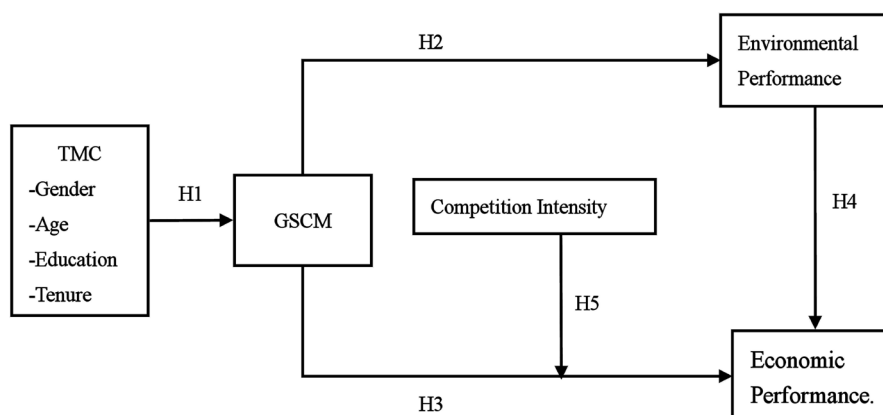 H2
Environmental
Performance
TMC
-Gender
-Age
-Education
-Tenure
H1
GSCM
Competition Intensity
H4
H5
Economic
Performance.
H3